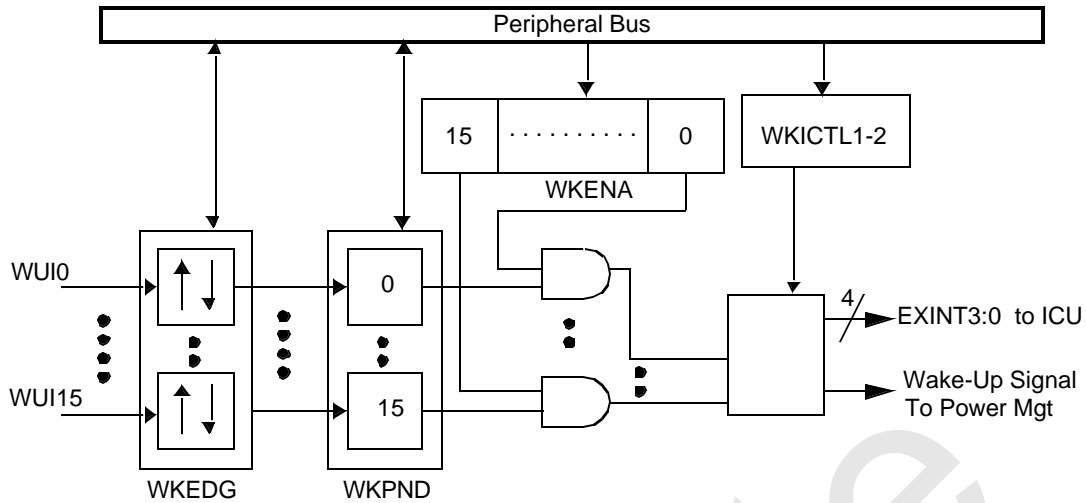 Peripheral Bus
15 .......... 0
WKICTL1-2
WKENA
WUI0
0
4
EXINT3:0 to ICU
WUI15
15
Wake-Up Signal
To Power Mgt
WKEDG
WKPND